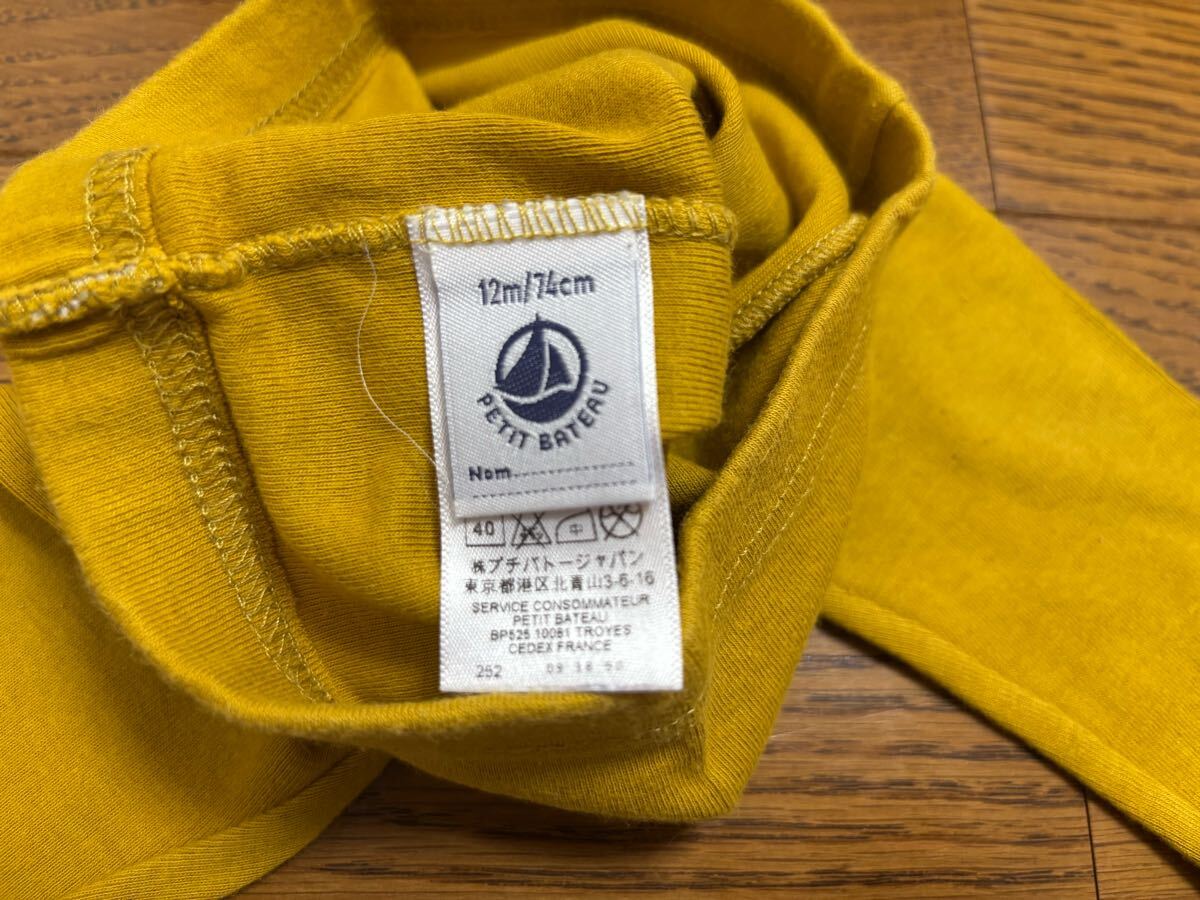 12m/74cm
PETIT BATEAU
Nom
40
㈱プチバトージャパン
東京都港区北青山3-6-16
SERVICE CONSOMMATEUR
PETIT BATEAU
BP525 10081 TROYES
CEDEX FRANCE
252